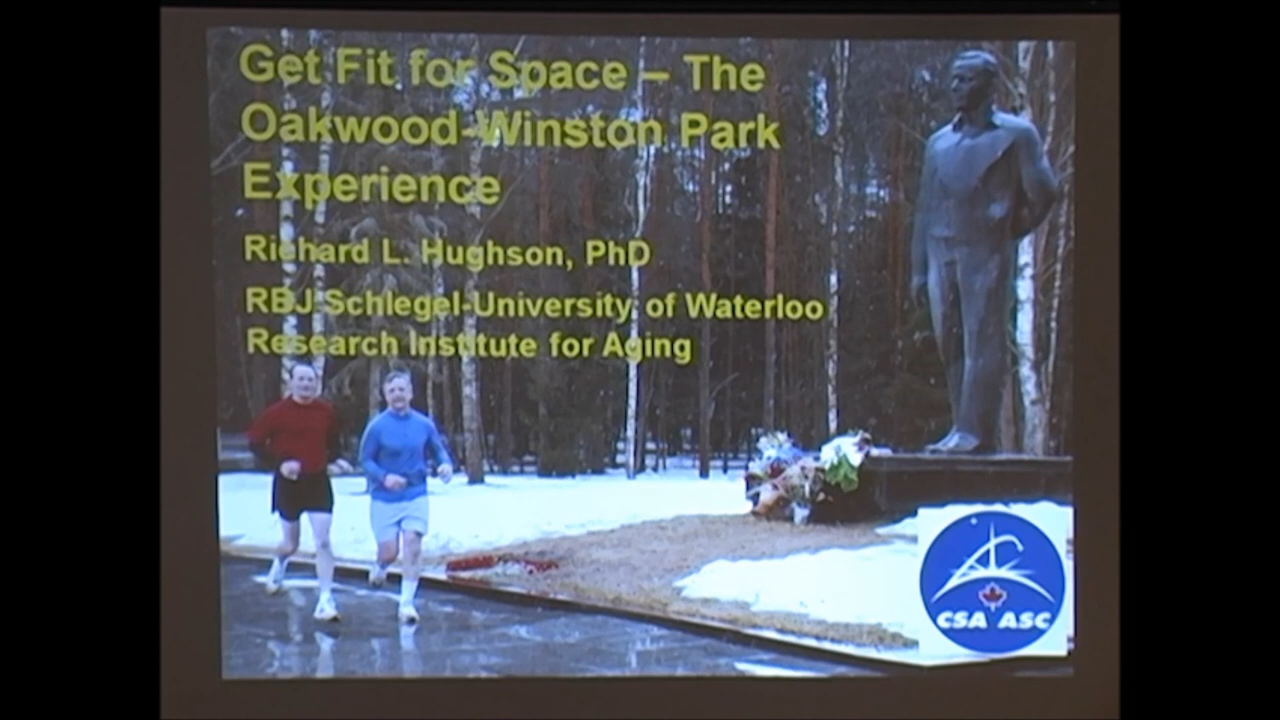 Get Fit for Space – The
Oakwood-Winston Park
Experience
Richard L. Hughson, PhD
RBJ Schlegel-University of Waterloo
Research Institute for Aging
CSA ASC